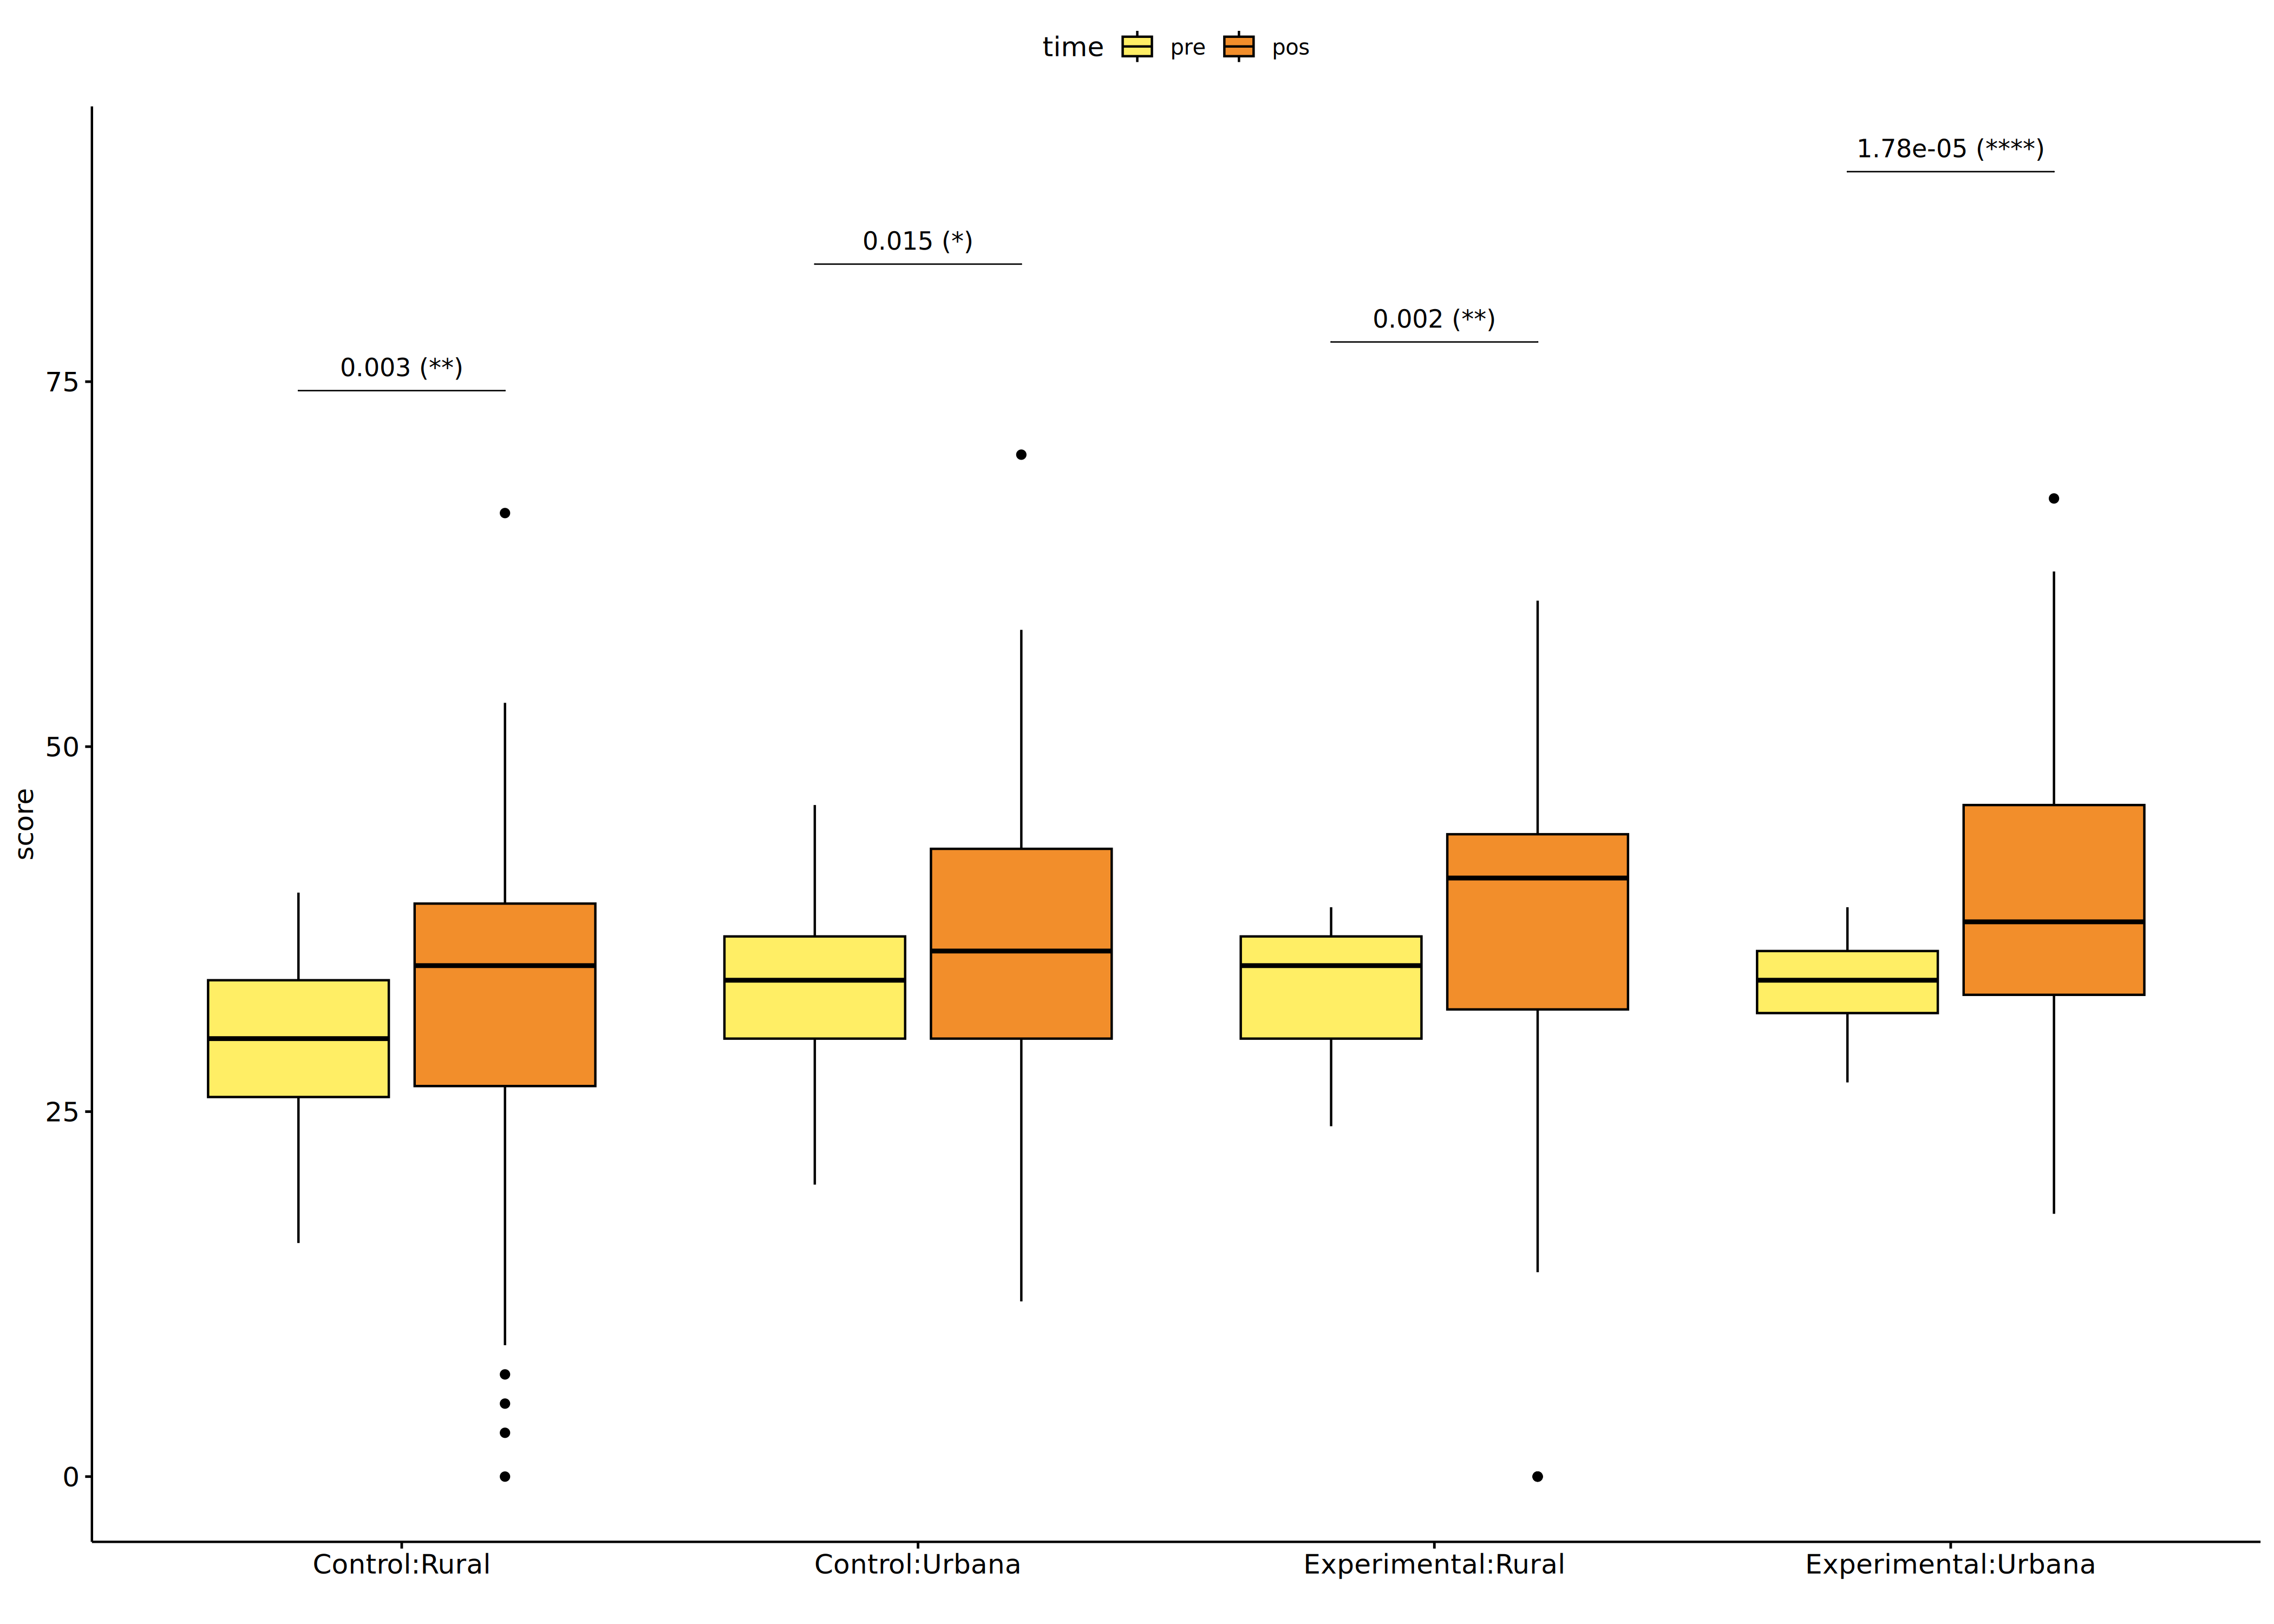 time pre pos
1.78e-05 (****)
0.015 (*)
0.002 (**)
0.003 (**)
75
50
25
0
score
Control:Rural
Control:Urbana
Experimental:Rural
Experimental:Urbana